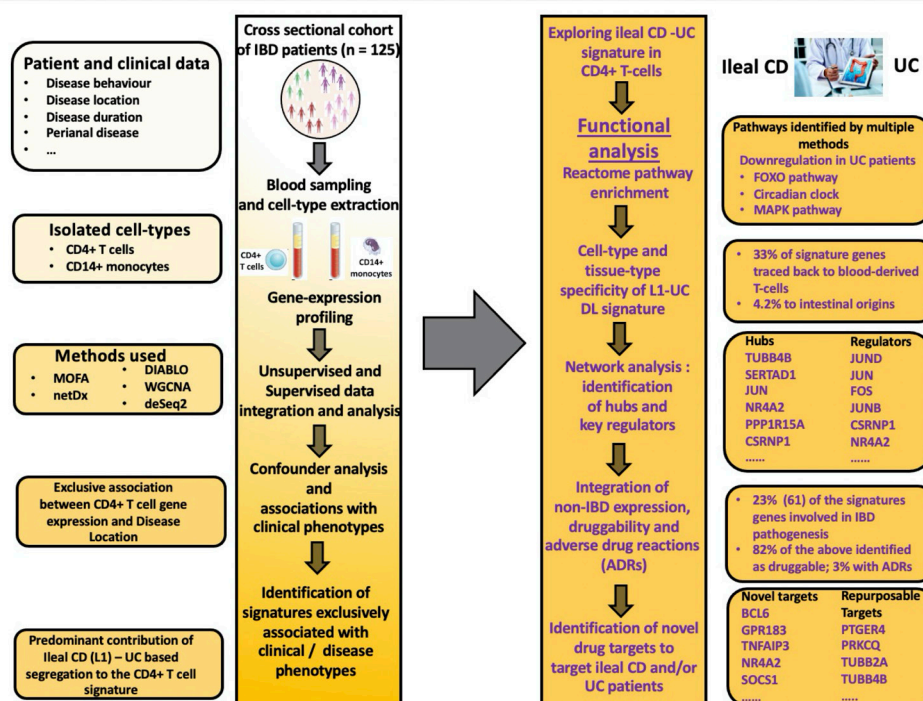 Patient and clinical data
• Disease behaviour
• Disease location
• Disease duration
• Perianal disease
• ...
Isolated cell-types
• CD4+ T cells
• CD14+ monocytes
Methods used
• MOFA
• netDx
• DIABLO
• WGCNA
• deSeq2
Exclusive association
between CD4+ T cell gene
expression and Disease
Location
Predominant contribution of
Ileal CD (L1) – UC based
segregation to the CD4+ T cell
signature
Cross sectional cohort
of IBD patients (n = 125)
Blood sampling
and cell-type extraction
CD4+
T cells
CD14+
monocytes
Gene-expression
profiling
Unsupervised and
Supervised data
integration and analysis
Confounder analysis
and
associations with
clinical phenotypes
Identification of
signatures exclusively
associated with
clinical / disease
phenotypes
Exploring ileal CD -UC
signature in
CD4+ T-cells
Functional
analysis
Reactome pathway
enrichment
Cell-type and
tissue-type
specificity of L1-UC
DL signature
Network analysis :
identification
of hubs and
key regulators
Integration of
non-IBD expression,
druggability and
adverse drug reactions
(ADRs)
Identification of novel
drug targets to
target ileal CD and/or
UC patients
Ileal CD
UC
Pathways identified by multiple
methods
Downregulation in UC patients
• FOXO pathway
• Circadian clock
• MAPK pathway
• 33% of signature genes
traced back to blood-derived
T-cells
• 4.2% to intestinal origins
Hubs
TUBB4B
SERTAD1
JUN
NR4A2
PPP1R15A
CSRNP1
......
Regulators
JUND
JUN
FOS
JUNB
CSRNP1
NR4A2
......
• 23% (61) of the signatures
genes involved in IBD
pathogenesis
• 82% of the above identified
as druggable; 3% with ADRs
Novel targets
BCL6
GPR183
TNFAIP3
NR4A2
SOCS1
......
Repurposable
Targets
PTGER4
PRKCQ
TUBB2A
TUBB4B
.....